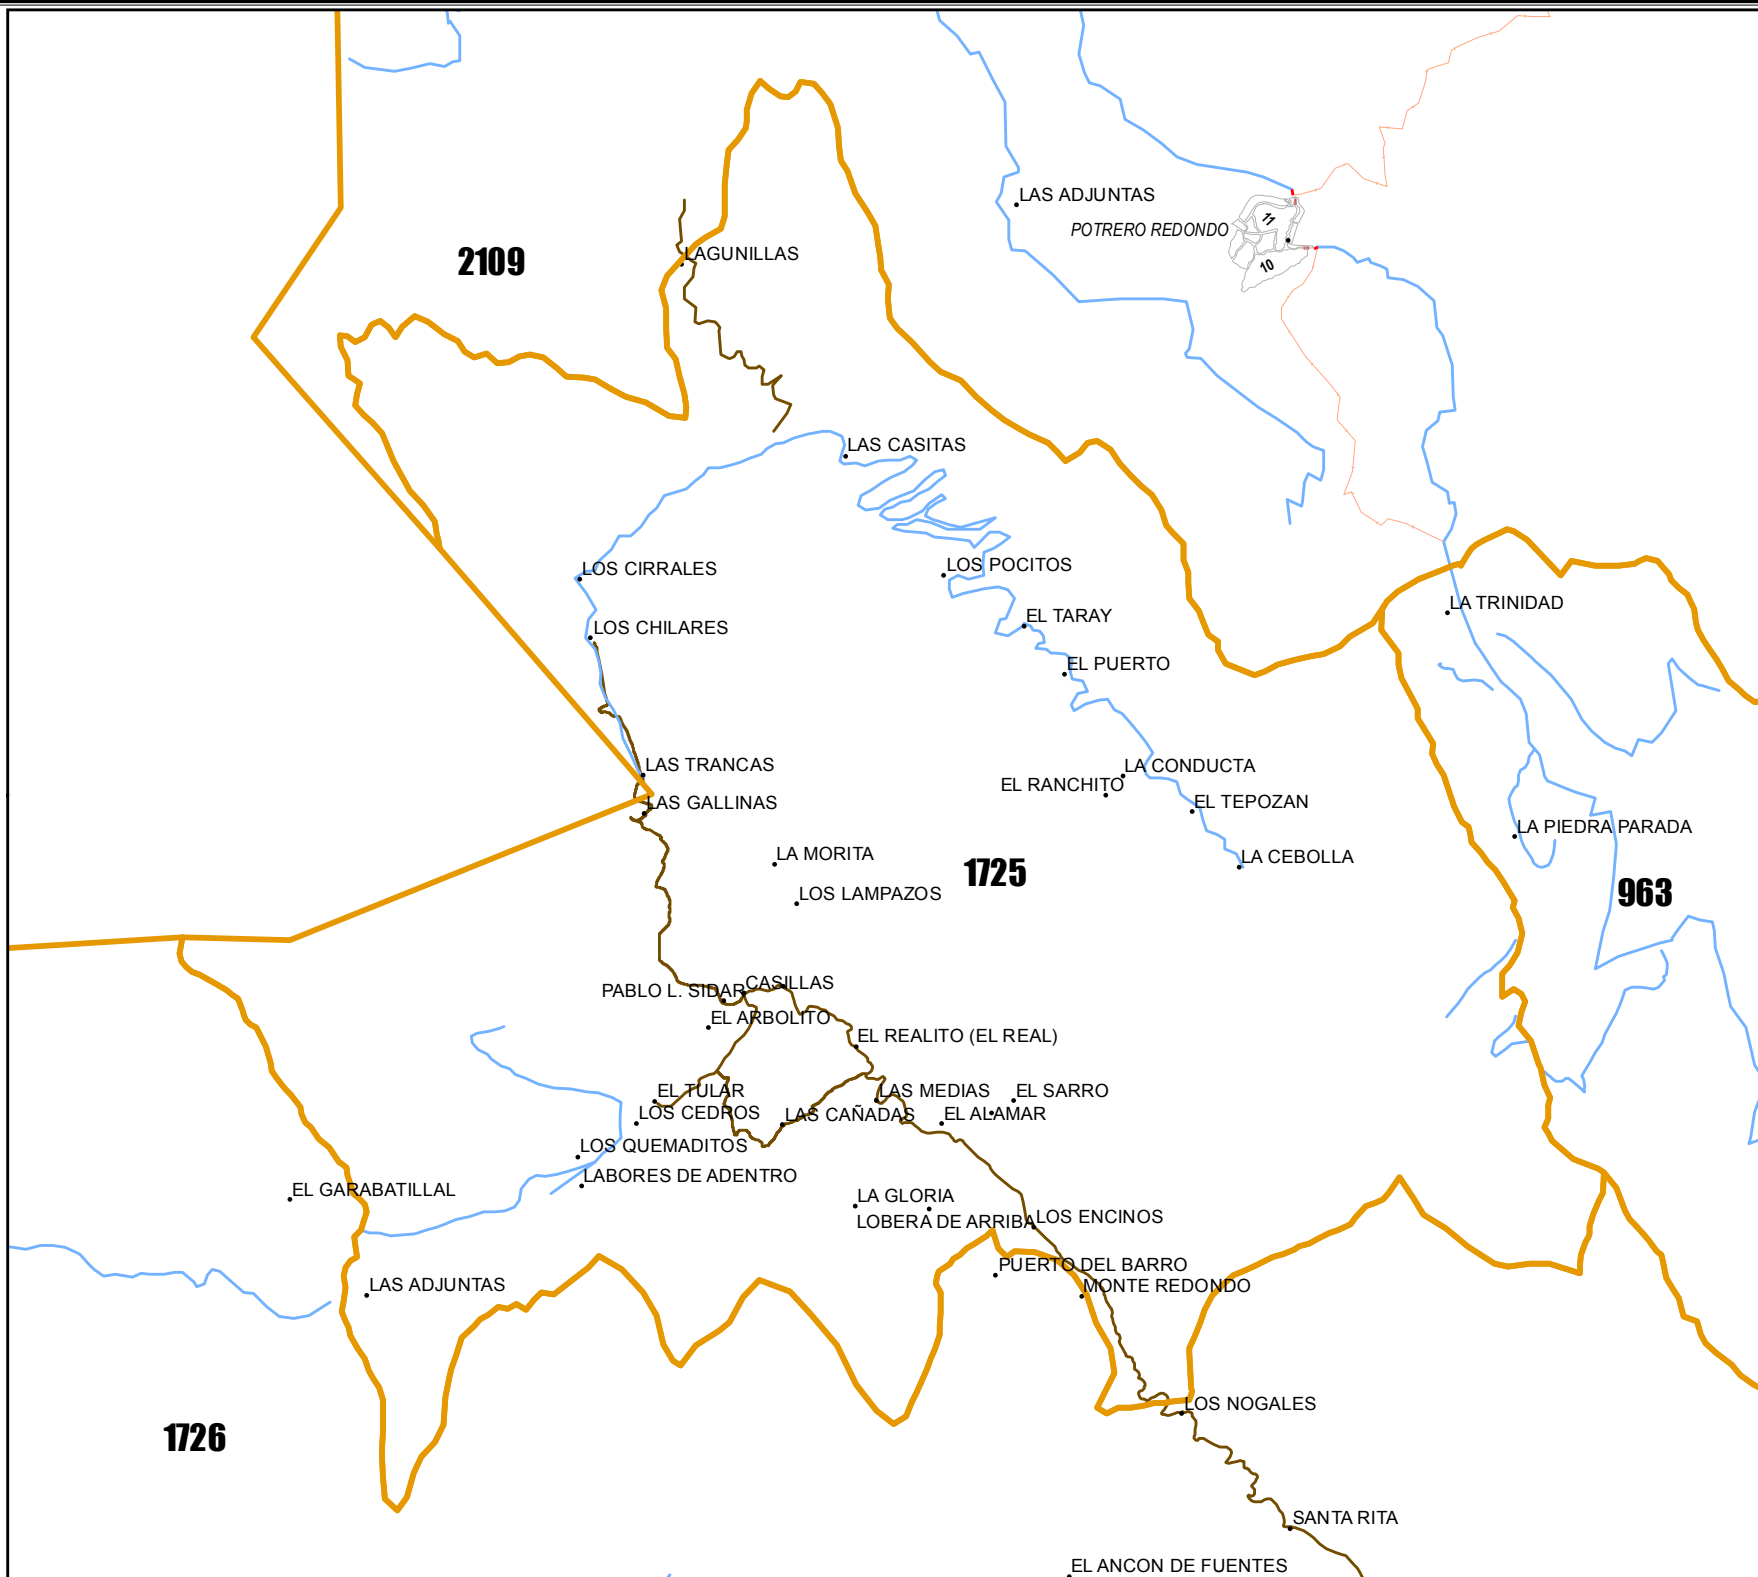 LAS ADJUNTAS
11
POTRERO REDONDO
2109
LAGUNILLAS
10
LAS CASITAS
LOS CIRRALES
LOS POCITOS
LA TRINIDAD
EL TARAY
LOS CHILARES
EL PUERTO
LAS TRANCAS
LA CONDUCTA
EL RANCHITO
LAS GALLINAS
EL TEPOZAN
LA PIEDRA PARADA
LA MORITA
LA CEBOLLA
1725
963
LOS LAMPAZOS
CASILLAS
PABLO L. SIDAR
EL ARBOLITO
EL REALITO (EL REAL)
EL TULAR
LAS MEDIAS
EL SARRO
LOS CEDROS
LAS CAÑADAS
EL ALAMAR
LOS QUEMADITOS
LABORES DE ADENTRO
EL GARABATILLAL
LA GLORIA
LOBERA DE ARRIBA
LOS ENCINOS
PUERTO DEL BARRO
LAS ADJUNTAS
MONTE REDONDO
LOS NOGALES
1726
SANTA RITA
EL ANCON DE FUENTES